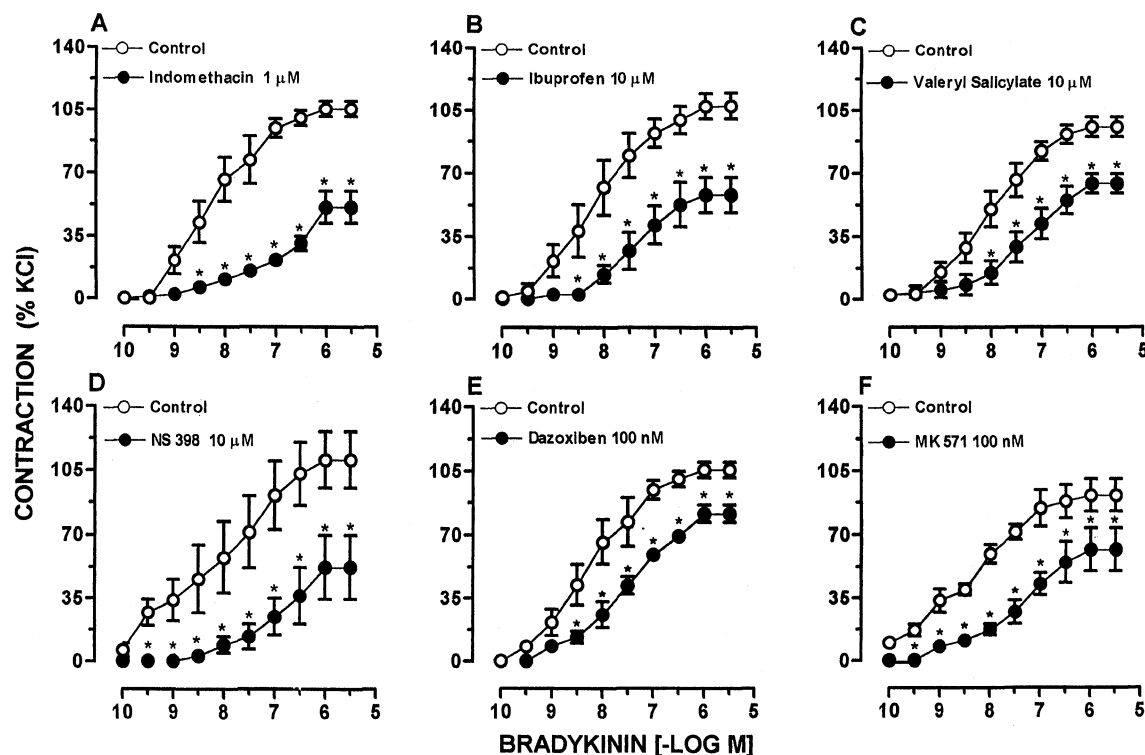 A
Control
Indomethacin 1 μM
140
105
70
35
0
* * * * * * *
10 9 8 7 6 5
B
Control
Ibuprofen 10 μM
140
105
70
35
0
* * * * * * *
10 9 8 7 6 5
C
Control
Valeryl Salicylate 10 μM
140
105
70
35
0
* * * * * *
10 9 8 7 6 5
CONTRACTION (% KCl)
D
Control
NS 398 10 μM
140
105
70
35
0
* * * * * * * * *
10 9 8 7 6 5
E
Control
Dazoxiben 100 nM
140
105
70
35
0
* * * * * * *
10 9 8 7 6 5
F
Control
MK 571 100 nM
140
105
70
35
0
* * * * * * * * *
10 9 8 7 6 5
BRADYKININ [-LOG M]